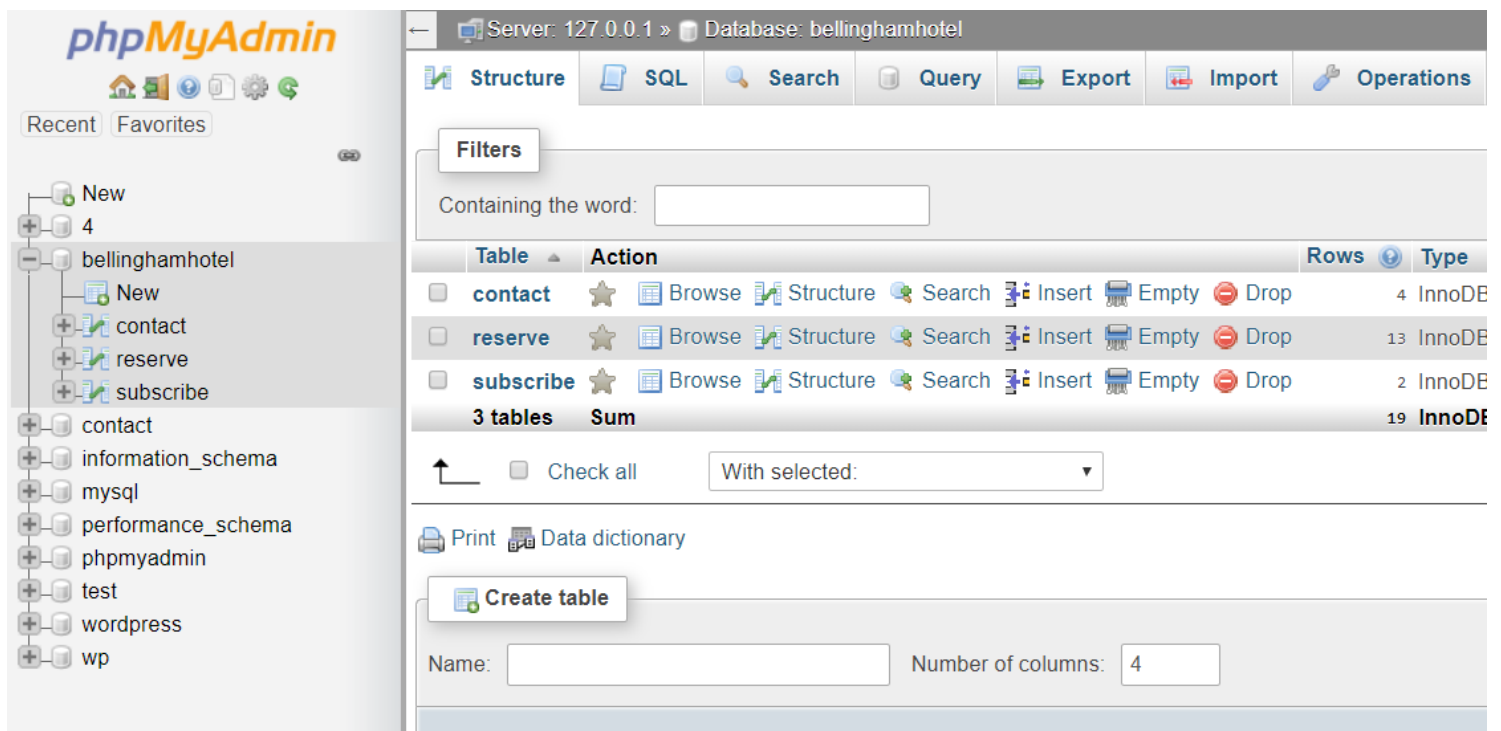 phpMyAdmin
Recent Favorites
New
4
bellinghamhotel
New
contact
reserve
subscribe
contact
information_schema
mysql
performance_schema
phpmyadmin
test
wordpress
wp
← Server: 127.0.0.1 » Database: bellinghamhotel
Structure SQL Search Query Export Import Operations
Filters
Containing the word:
Table Action Rows Type
contact Browse Structure Search Insert Empty Drop 4 InnoDB
reserve Browse Structure Search Insert Empty Drop 13 InnoDB
subscribe Browse Structure Search Insert Empty Drop 2 InnoDB
3 tables Sum 19 InnoDB
Check all With selected:
Print Data dictionary
Create table
Name: Number of columns: 4